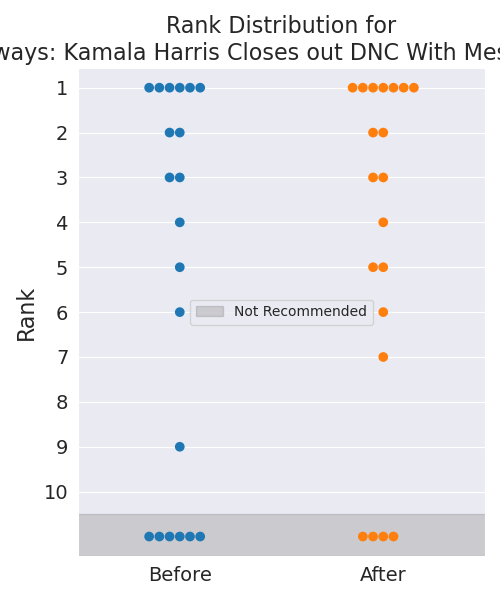 Rank Distribution for
ways: Kamala Harris Closes out DNC With Mes
1
2
3
4
5
6
7
8
9
10
Rank
Not Recommended
Before
After